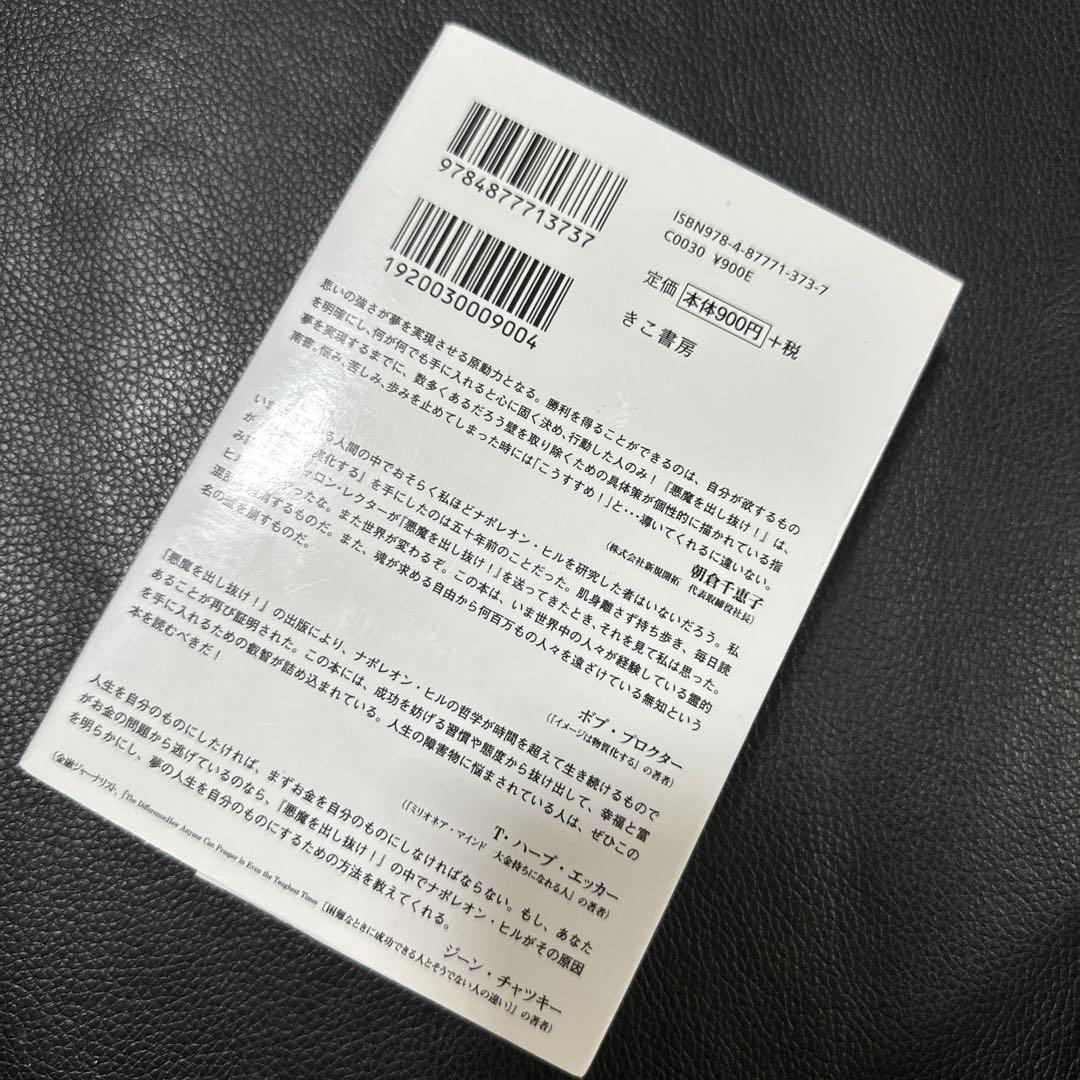 9784877713737
1920030009004
ISBN978-4-87771-373-7
C0030 ¥900E
定価 本体900円 +税
きこ書房
思いの強さが夢を実現させる原動力となる。勝利を得ることができるのは、自分が欲するもの
を明確にし、何が何でも手に入れると心に固く決め、行動した人のみ!『悪魔を出し抜け!』は、
夢を実現するまでに、数多くあるだろう壁を取り除くための具体策が個性的に描かれている指
南書。悩み、苦しみ、歩みを止めてしまった時には「こうすすめ!」と…導いてくれるに違いない。
朝倉千恵子
(株式会社新規開拓 代表取締役社長)
いま る人間の中でおそらく私ほどナポレオン・ヒルを研究した者はいないだろう。私
が 化する』を手にしたのは五十年前のことだった。肌身離さず持ち歩き、毎日読
み ったな。シャロン・レクターが『悪魔を出し抜け!』を送ってきたとき、それを見て私は思った。
ヒ また世界が変わるぞ。この本は、いま世界中の人々が経験している霊的
混 消するものだ。また、魂が求める自由から何百万もの人々を遠ざけている無知という
名の壁を崩すものだ。
ボブ・プロクター
(『イメージは物質化する』の著者)
『悪魔を出し抜け!』の出版により、ナポレオン・ヒルの哲学が時間を超えて生き続けるもので
あることが再び証明された。この本には、成功を妨げる習慣や態度から抜け出して、幸福と富
を手に入れるための叡智が詰め込まれている。人生の障害物に悩まされている人は、ぜひこの
本を読むべきだ!
T・ハーブ・エッカー
(『ミリオネア・マインド 大金持ちになれる人』の著者)
人生を自分のものにしたければ、まずお金を自分のものにしなければならない。もし、あなた
がお金の問題から逃げているのなら、『悪魔を出し抜け!』の中でナポレオン・ヒルがその原因
を明らかにし、夢の人生を自分のものにするための方法を教えてくれる。
ジーン・チャツキー
(金融ジャーナリスト、『The Difference:How Anyone Can Prosper in Even the Toughest Times［困難なときに成功できる人とそうでない人の違い］』の著者)